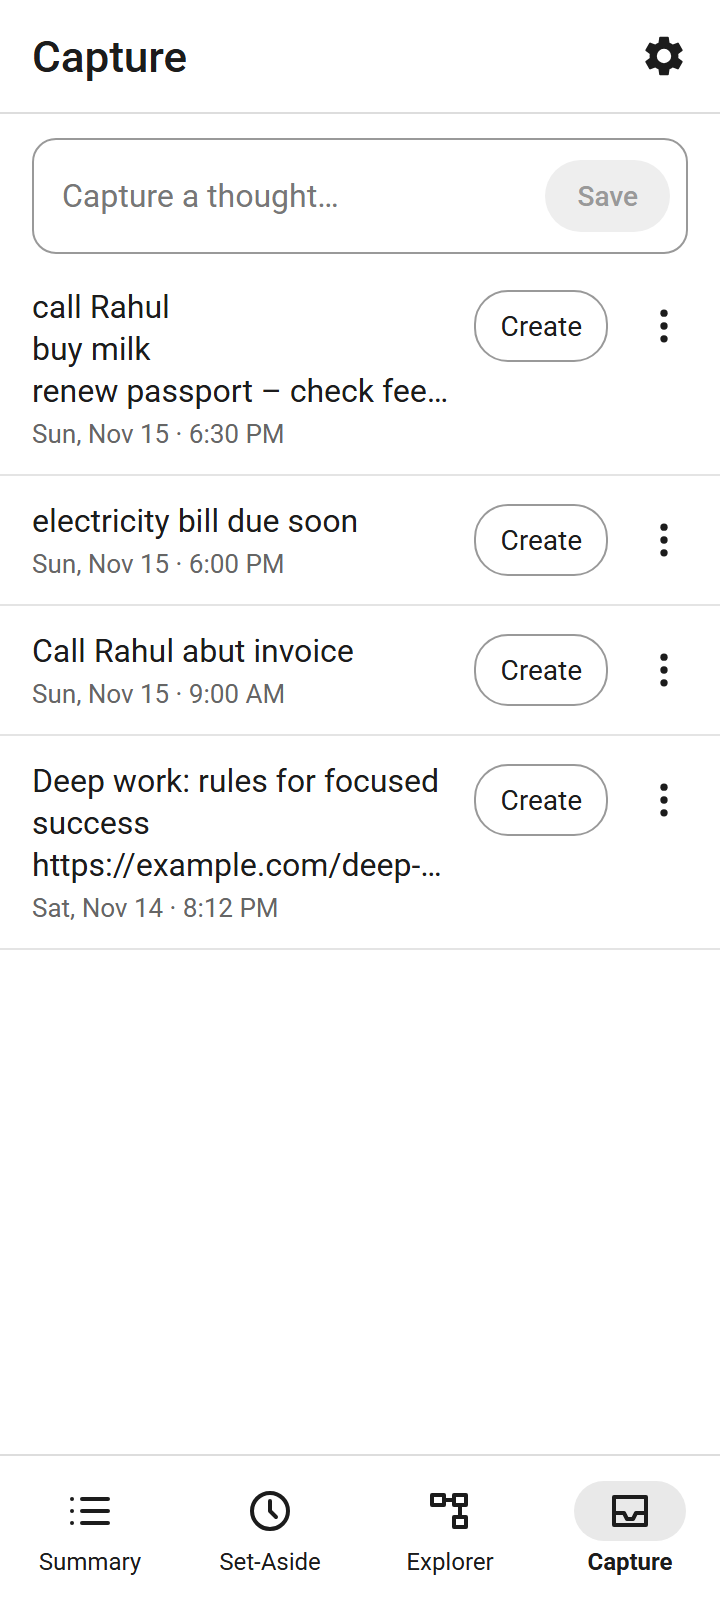 Capture
Capture a thought…
Save
call Rahul
buy milk
renew passport – check fee…
Sun, Nov 15 · 6:30 PM
Create
electricity bill due soon
Sun, Nov 15 · 6:00 PM
Create
Call Rahul abut invoice
Sun, Nov 15 · 9:00 AM
Create
Deep work: rules for focused
success
https://example.com/deep-…
Sat, Nov 14 · 8:12 PM
Create
Summary
Set-Aside
Explorer
Capture